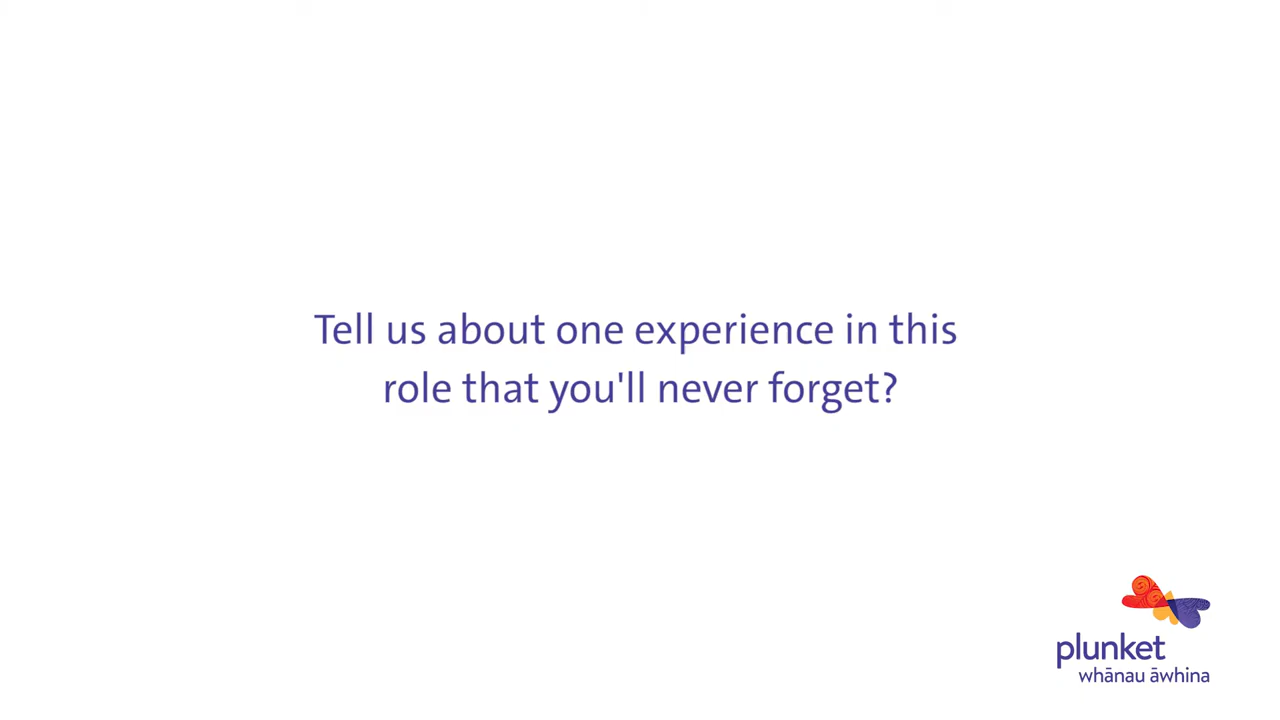 Tell us about one experience in this
role that you'll never forget?
plunket
whānau āwhina